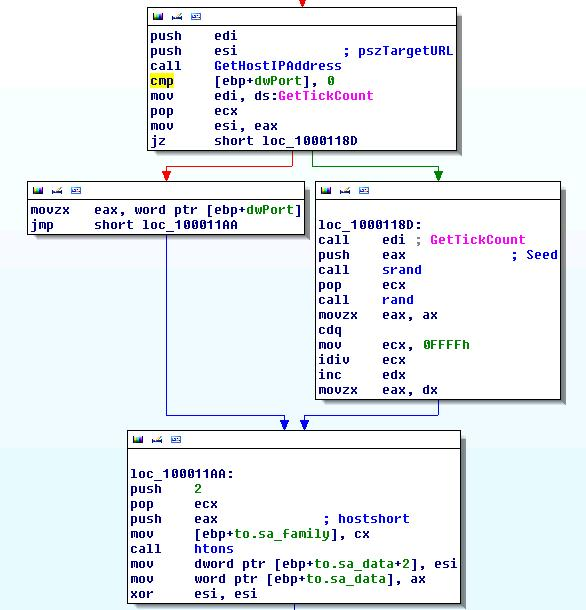 push    edi
push    esi             ; pszTargetURL
call    GetHostIPAddress
cmp     [ebp+dwPort], 0
mov     edi, ds:GetTickCount
pop     ecx
mov     esi, eax
jz      short loc_1000118D
movzx   eax, word ptr [ebp+dwPort]
jmp     short loc_100011AA
loc_1000118D:
call    edi ; GetTickCount
push    eax             ; Seed
call    srand
pop     ecx
call    rand
movzx   eax, ax
cdq
mov     ecx, 0FFFFh
idiv    ecx
inc     edx
movzx   eax, dx
loc_100011AA:
push    2
pop     ecx
push    eax             ; hostshort
mov     [ebp+to.sa_family], cx
call    htons
mov     dword ptr [ebp+to.sa_data+2], esi
mov     word ptr [ebp+to.sa_data], ax
xor     esi, esi